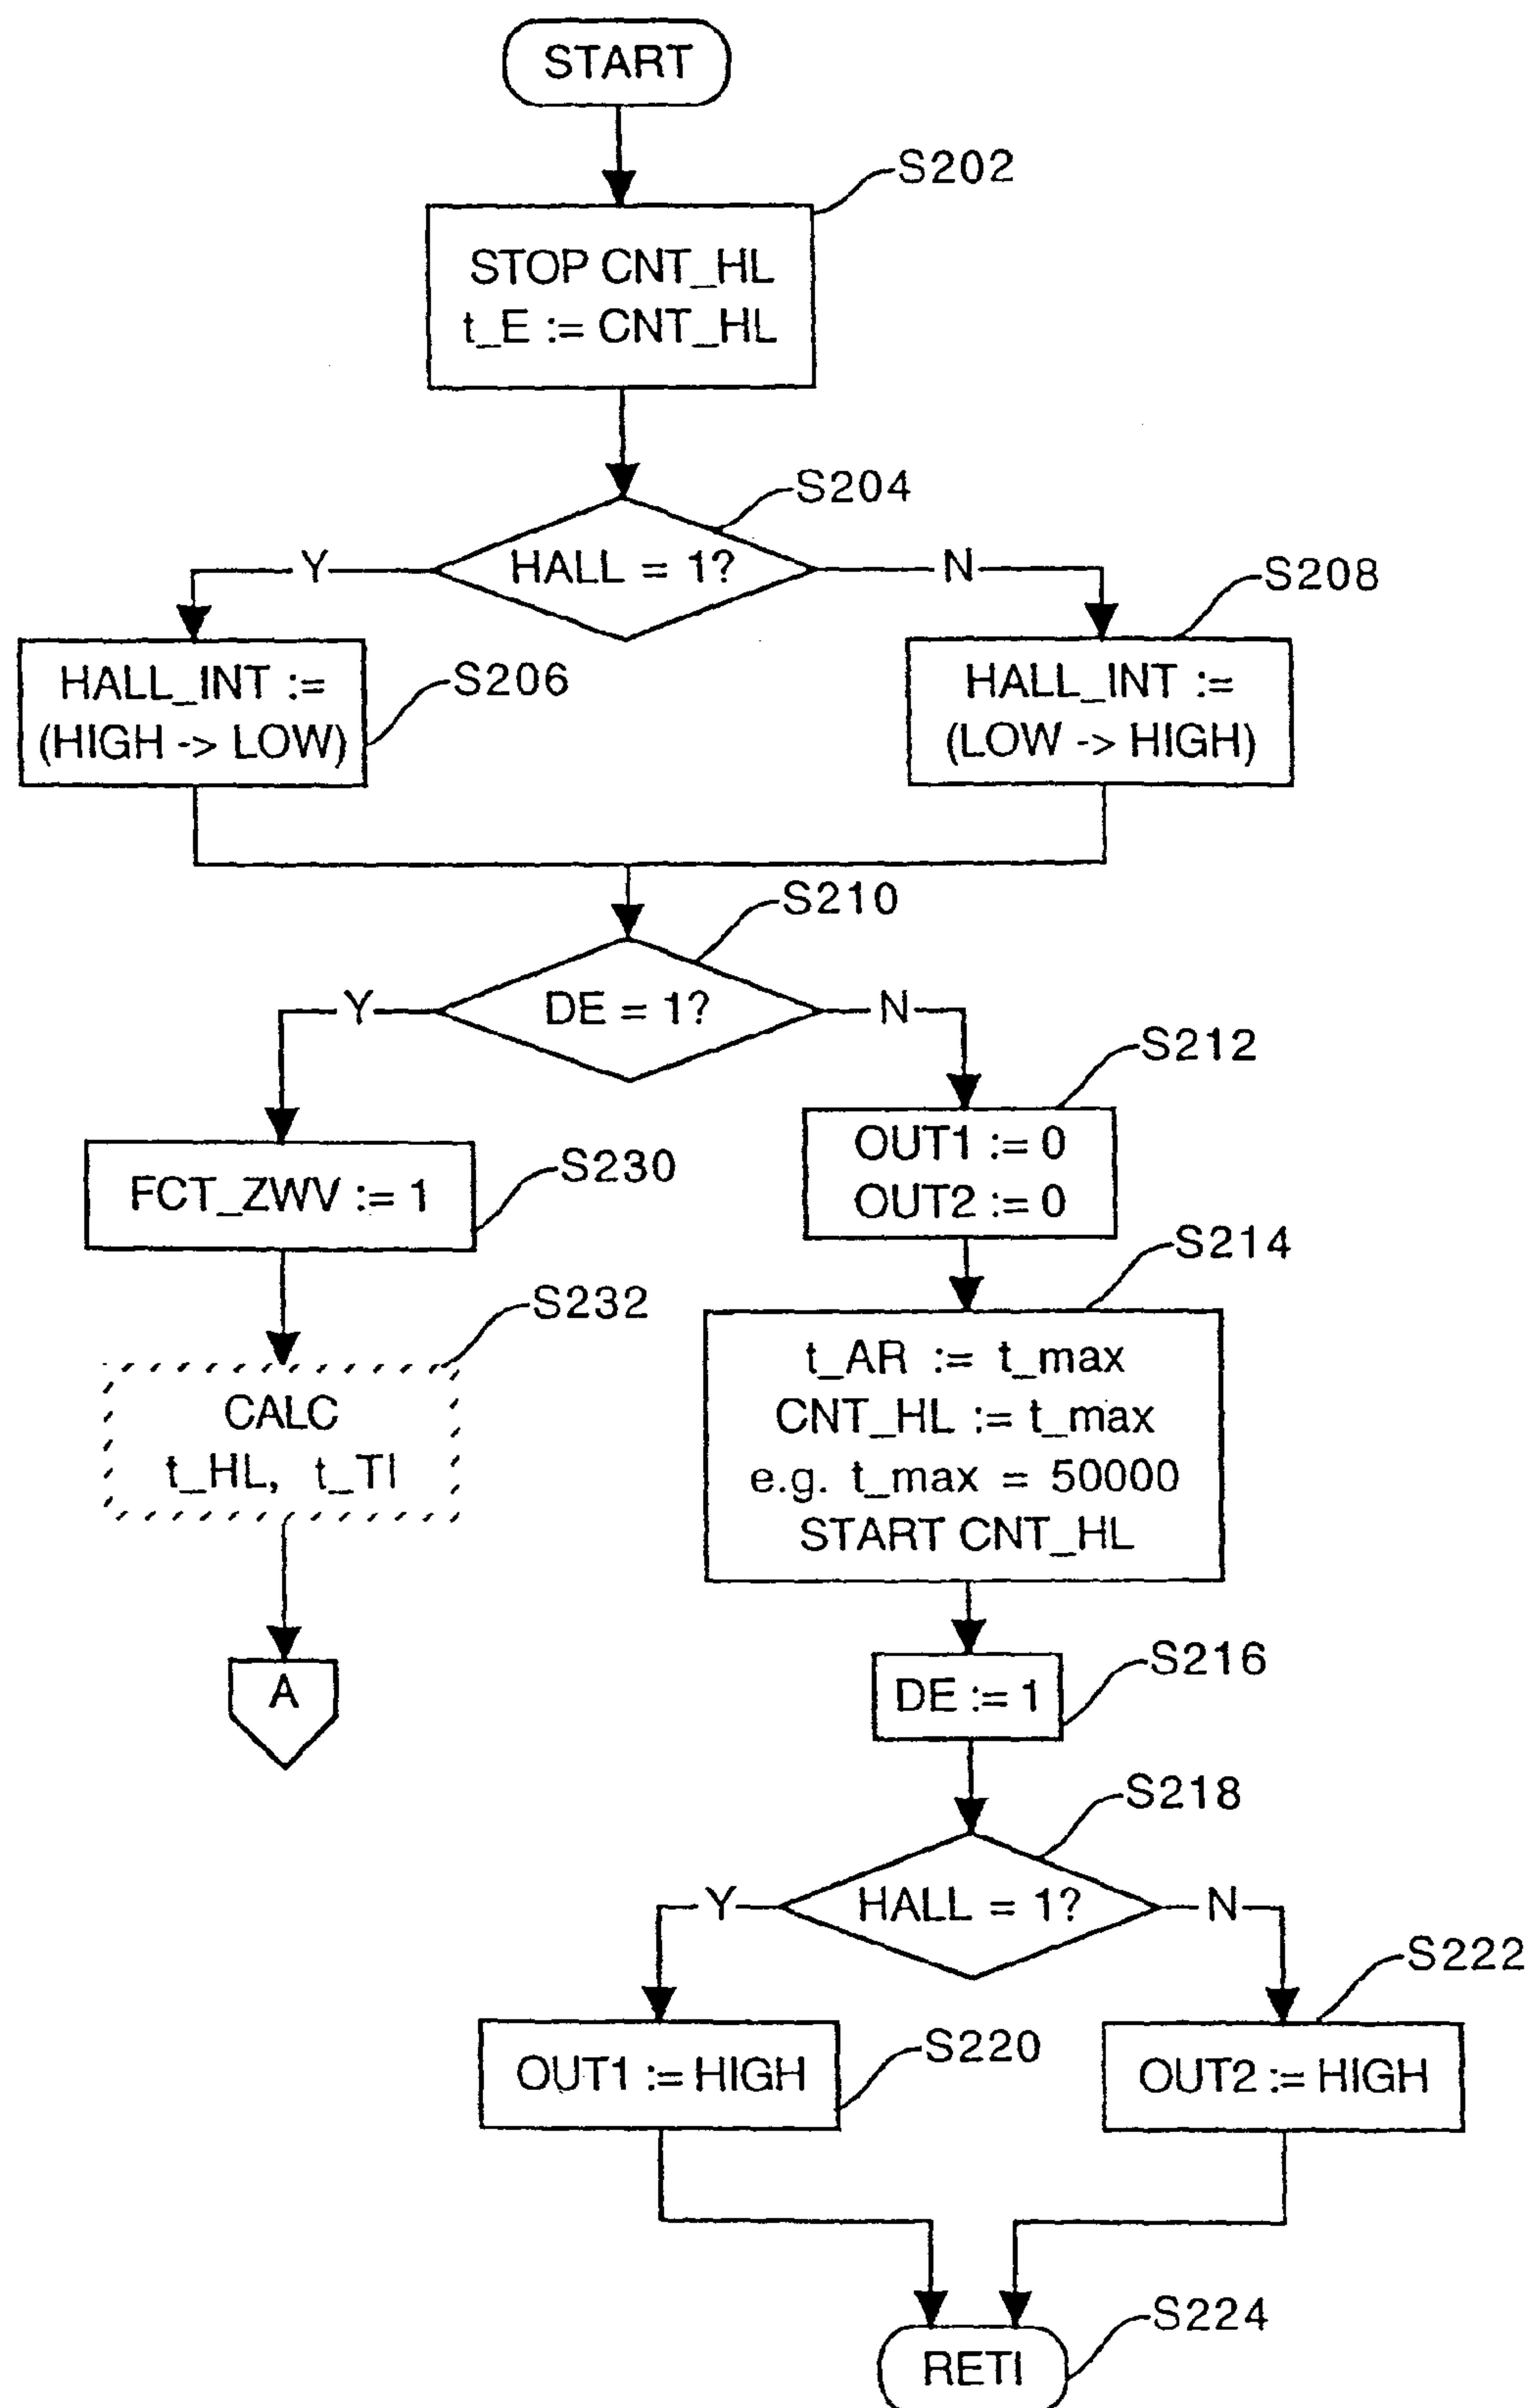 START
S202
STOP CNT_HL
t_E := CNT_HL
S204
HALL = 1?
Y
N
S208
HALL_INT :=
(HIGH -> LOW)
S206
HALL_INT :=
(LOW -> HIGH)
S210
DE = 1?
Y
N
S212
OUT1 := 0
OUT2 := 0
FCT_ZWV := 1
S230
S214
S232
CALC
t_HL, t_TI
t_AR := t_max
CNT_HL := t_max
e.g. t_max = 50000
START CNT_HL
A
S216
DE := 1
S218
HALL = 1?
Y
N
S222
OUT1 := HIGH
S220
OUT2 := HIGH
S224
RETI